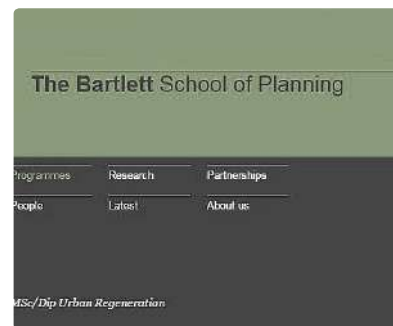 The Bartlett School of Planning
Programmes Research Partnerships
People Latest About us
MSc/Dip Urban Regeneration